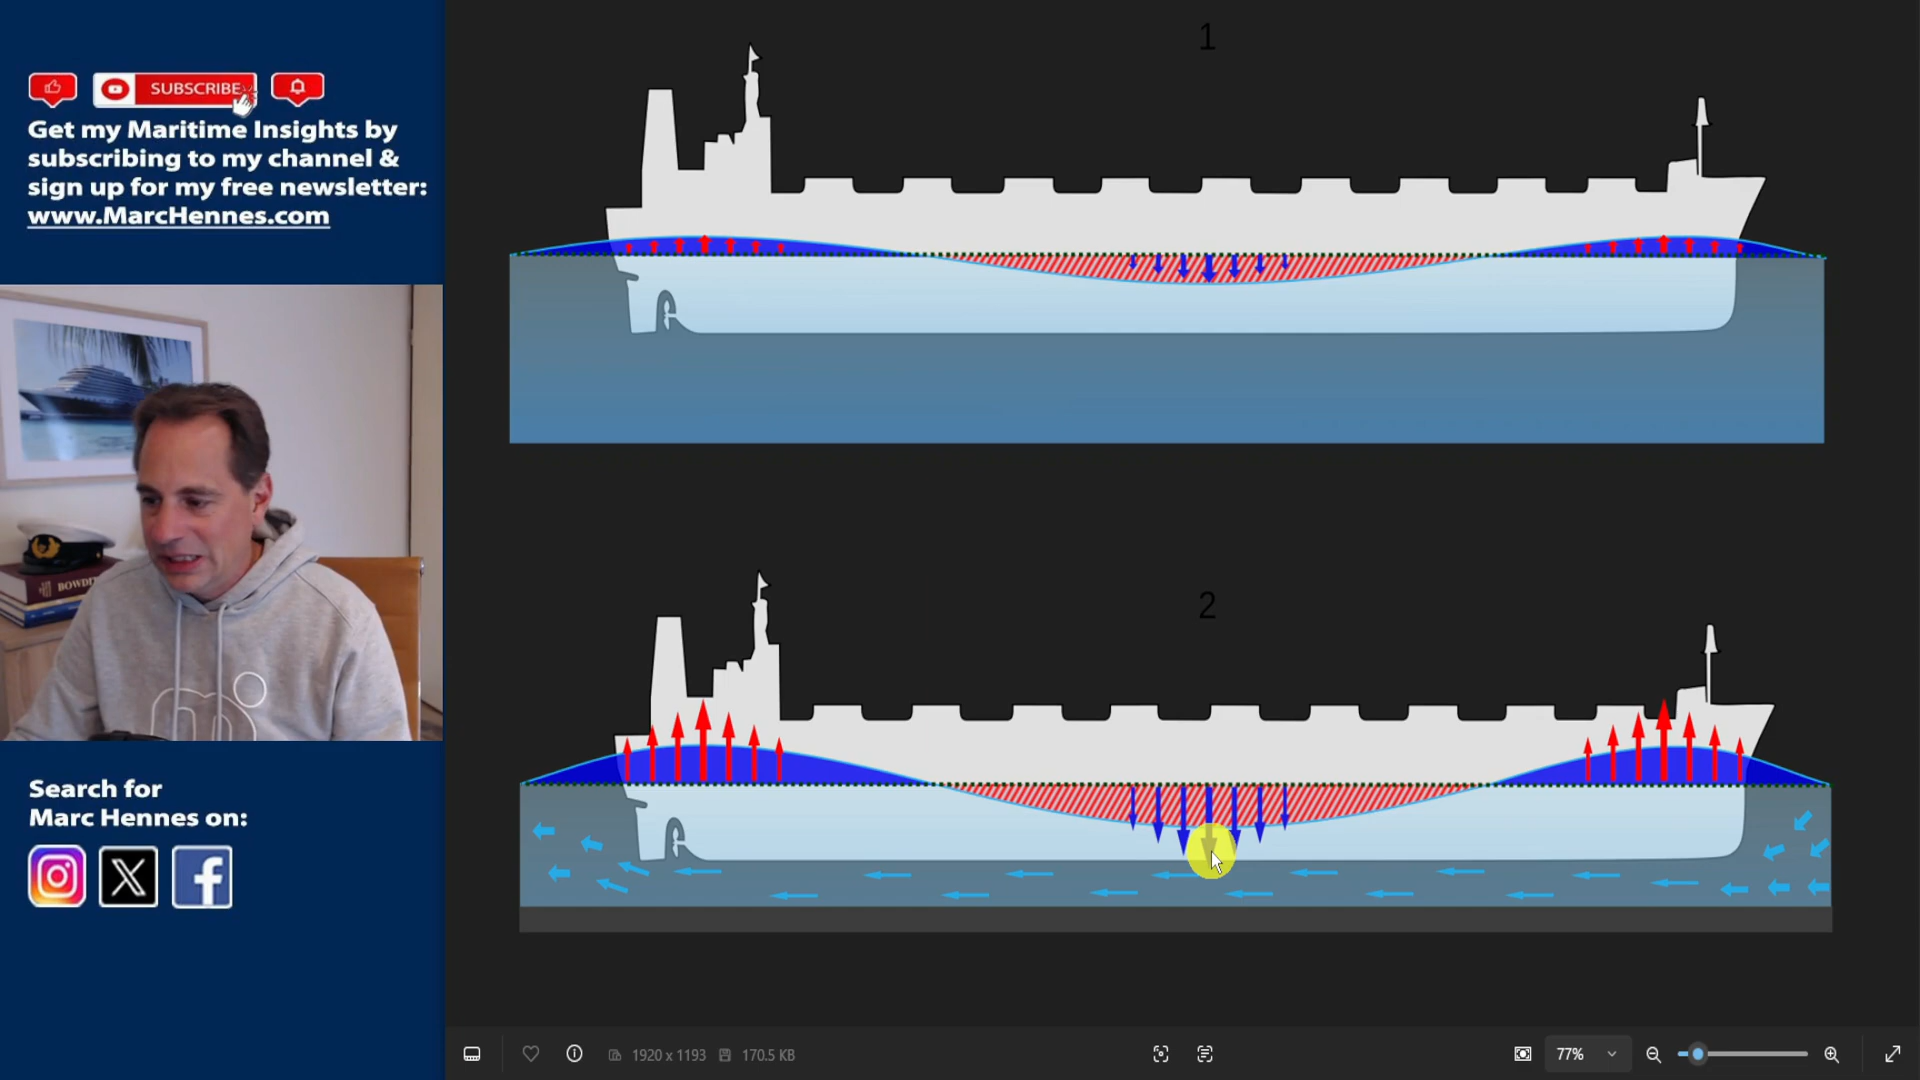 SUBSCRIBE
Get my Maritime Insights by
subscribing to my channel &
sign up for my free newsletter:
www.MarcHennes.com
BOWDIT
Search for
Marc Hennes on:
1
2
1920 x 1193
170.5 KB
77%